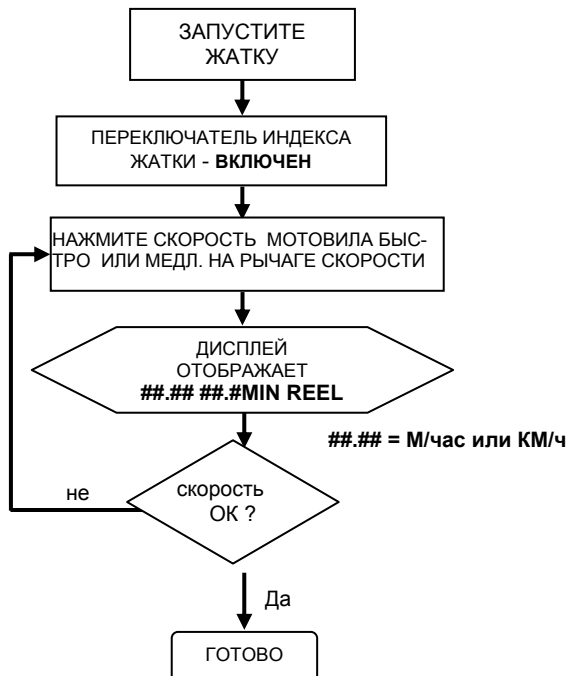 ЗАПУСТИТЕ
ЖАТКУ
ПЕРЕКЛЮЧАТЕЛЬ ИНДЕКСА
ЖАТКИ - ВКЛЮЧЕН
НАЖМИТЕ СКОРОСТЬ МОТОВИЛА БЫС-
ТРО ИЛИ МЕДЛ. НА РЫЧАГЕ СКОРОСТИ
ДИСПЛЕЙ
ОТОБРАЖАЕТ
##.## ##.#MIN REEL
##.## = М/час или КМ/ч
не
скорость
ОК ?
Да
ГОТОВО